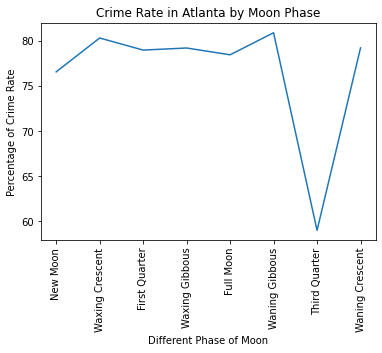 Crime Rate in Atlanta by Moon Phase
Percentage of Crime Rate
80
75
70
65
60
New Moon
Waxing Crescent
First Quarter
Waxing Gibbous
Full Moon
Waning Gibbous
Third Quarter
Waning Crescent
Different Phase of Moon